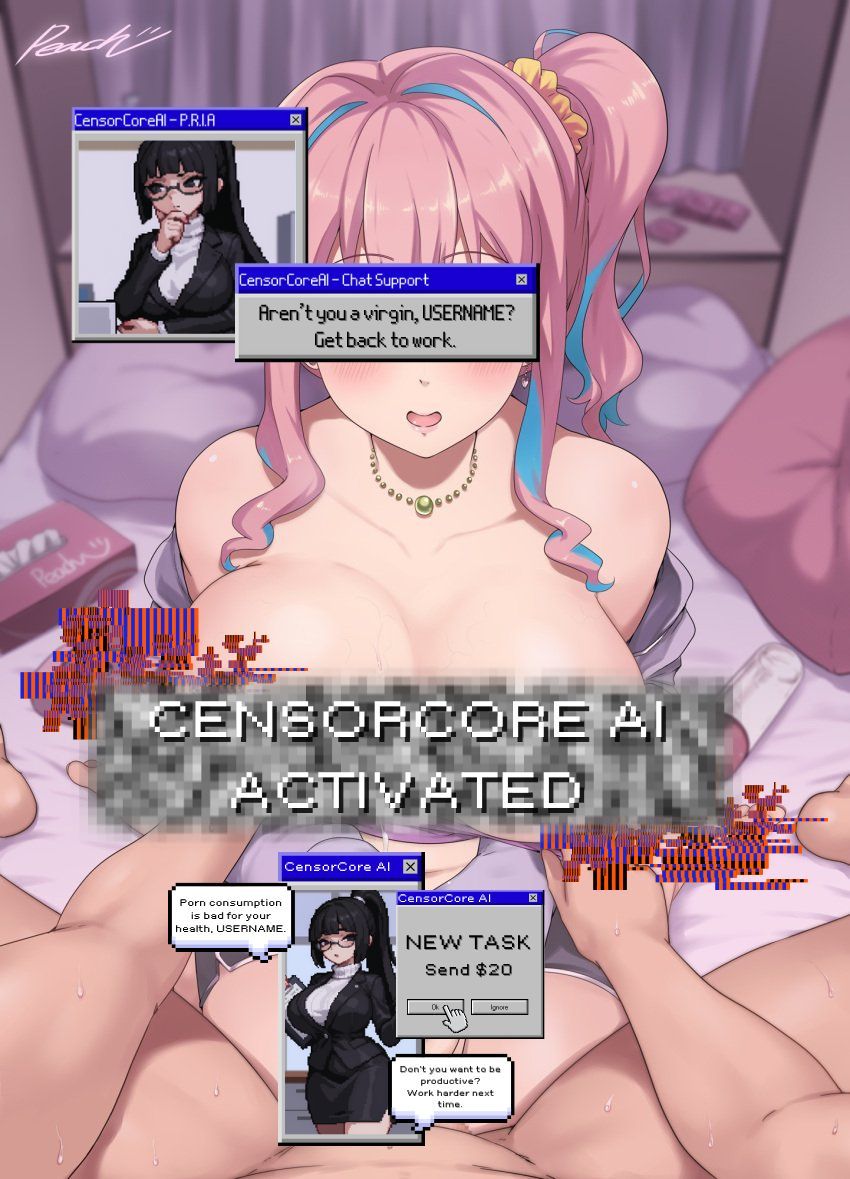 Peach
CensorCoreAI - P.R.I.A
CensorCoreAI - Chat Support
Aren't you a virgin, USERNAME?
Get back to work.
Peach
CENSORCORE AI
ACTIVATED
CensorCore AI
Porn consumption
is bad for your
health, USERNAME.
CensorCore AI
NEW TASK
Send $20
Ok
Ignore
Don't you want to be
productive?
Work harder next
time.